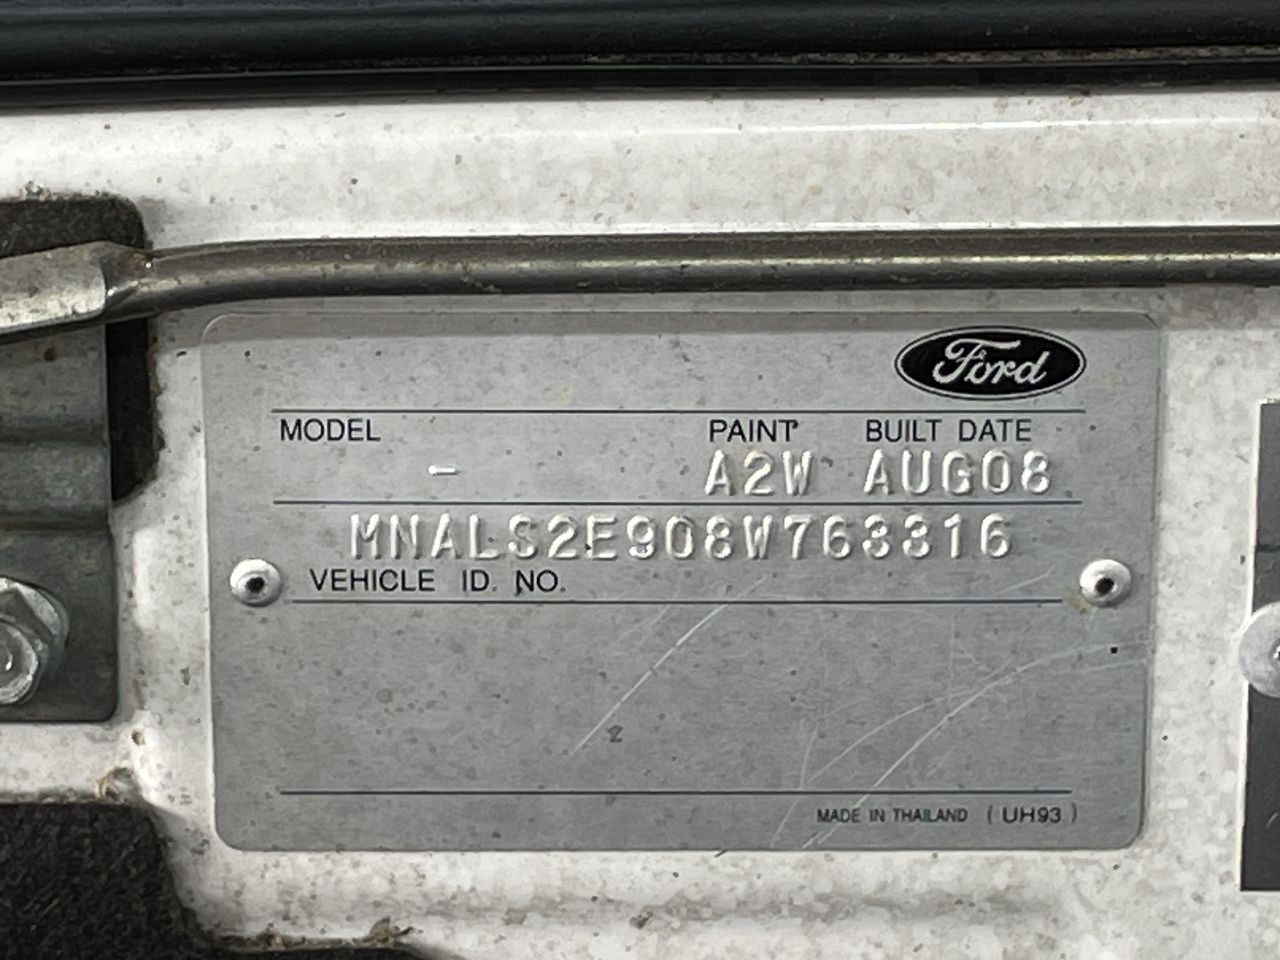 Ford
MODEL PAINT BUILT DATE
- A2W AUG08
MNALS2E908W763316
VEHICLE ID. NO.
MADE IN THAILAND (UH93)